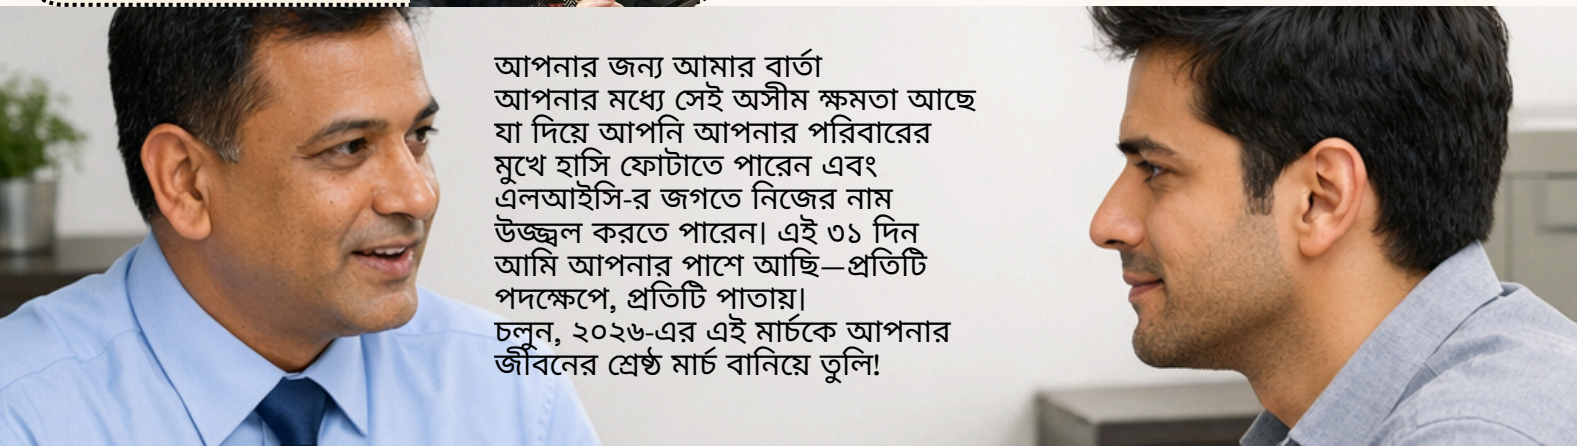 আপনার জন্য আমার বার্তা
আপনার মধ্যে সেই অসীম ক্ষমতা আছে
যা দিয়ে আপনি আপনার পরিবারের
মুখে হাসি ফোটাতে পারেন এবং
এলআইসি-র জগতে নিজের নাম
উজ্জ্বল করতে পারেন। এই ৩১ দিন
আমি আপনার পাশে আছি—প্রতিটি
পদক্ষেপে, প্রতিটি পাতায়।
চলুন, ২০২৬-এর এই মার্চকে আপনার
জীবনের শ্রেষ্ঠ মার্চ বানিয়ে তুলি!